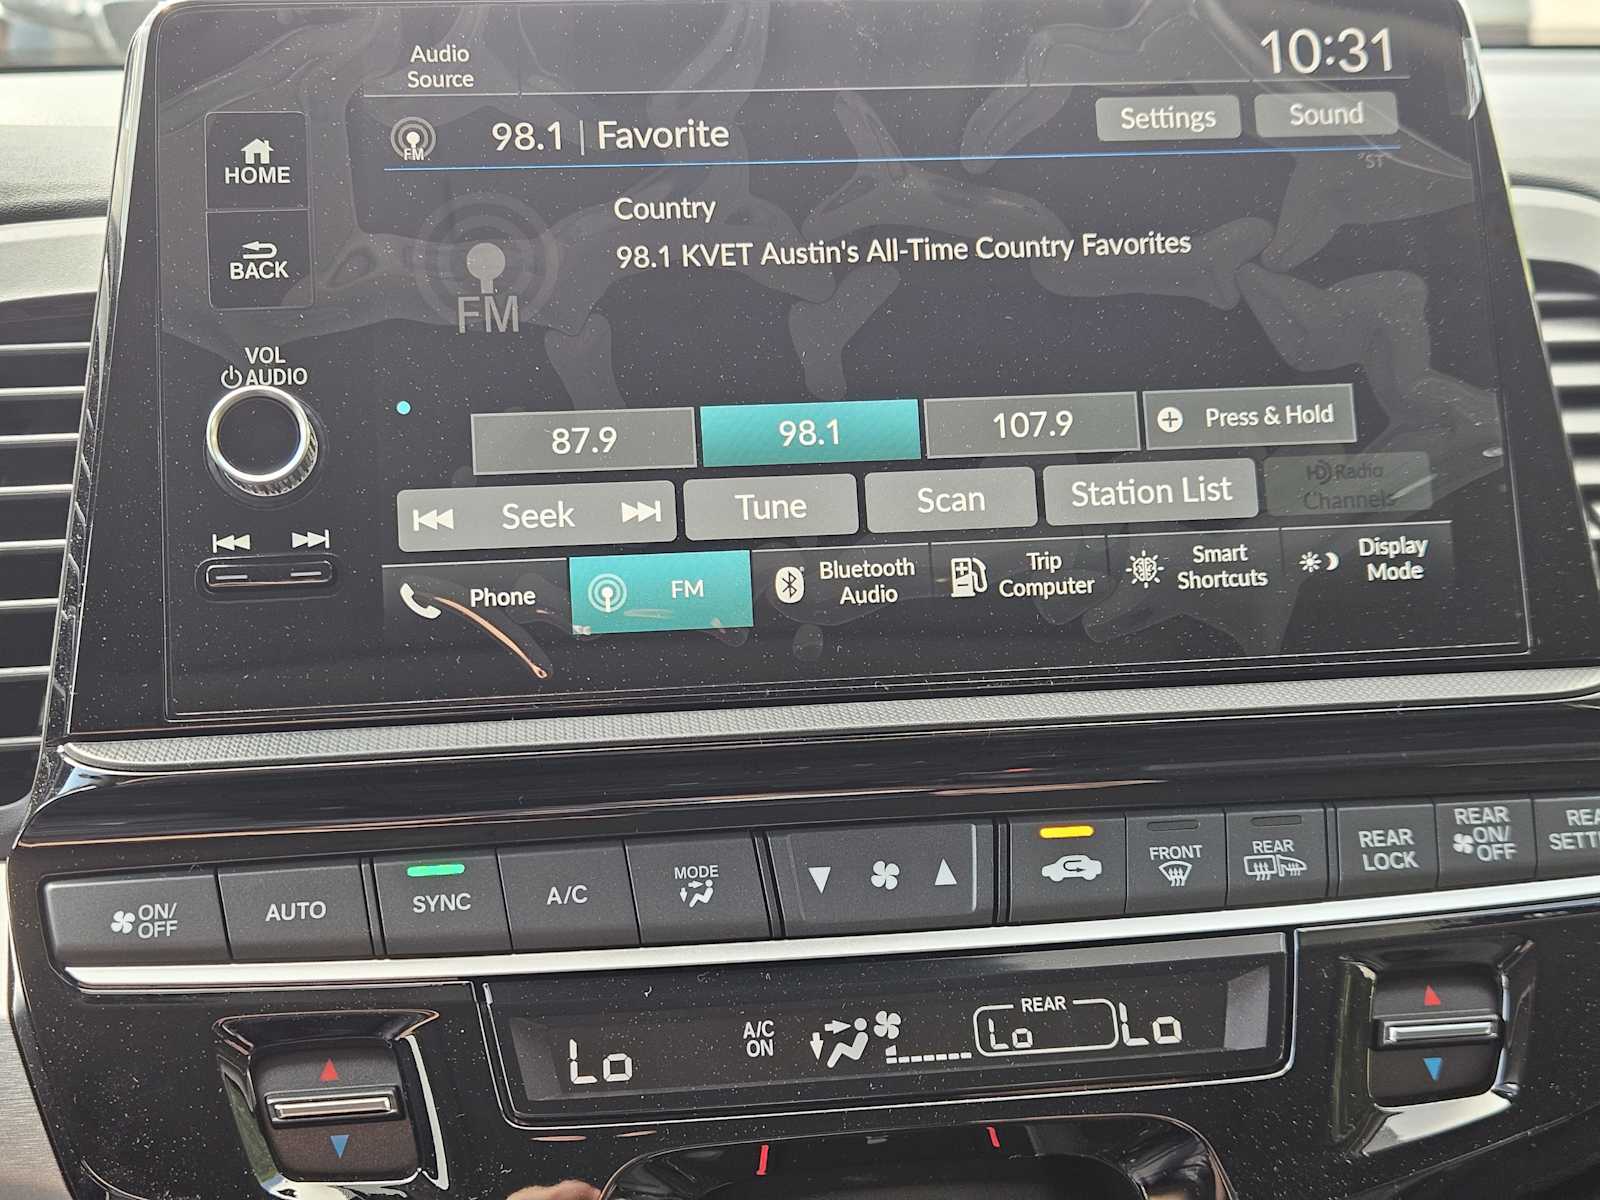 Audio
Source
10:31
FM
98.1 | Favorite
Settings
Sound
ST
HOME
BACK
Country
98.1 KVET Austin's All-Time Country Favorites
FM
VOL
AUDIO
87.9
98.1
107.9
Press & Hold
Seek
Tune
Scan
Station List
HD Radio
Channels
Phone
FM
Bluetooth
Audio
Trip
Computer
Smart
Shortcuts
Display
Mode
ON/
OFF
AUTO
SYNC
A/C
MODE
FRONT
REAR
REAR
LOCK
REAR
ON/
OFF
Lo
A/C
ON
REAR
Lo
Lo